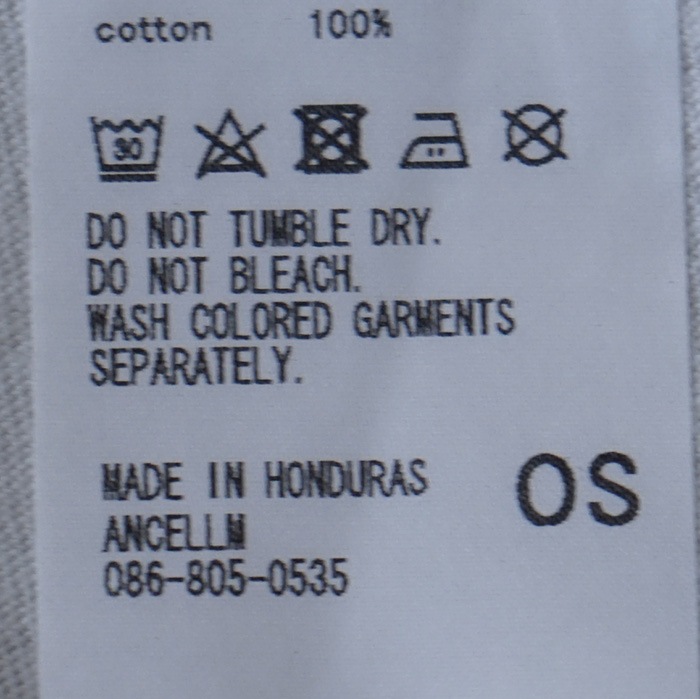 cotton 100%
30
DO NOT TUMBLE DRY.
DO NOT BLEACH.
WASH COLORED GARMENTS
SEPARATELY.
MADE IN HONDURAS
OS
ANCELLM
086-805-0535